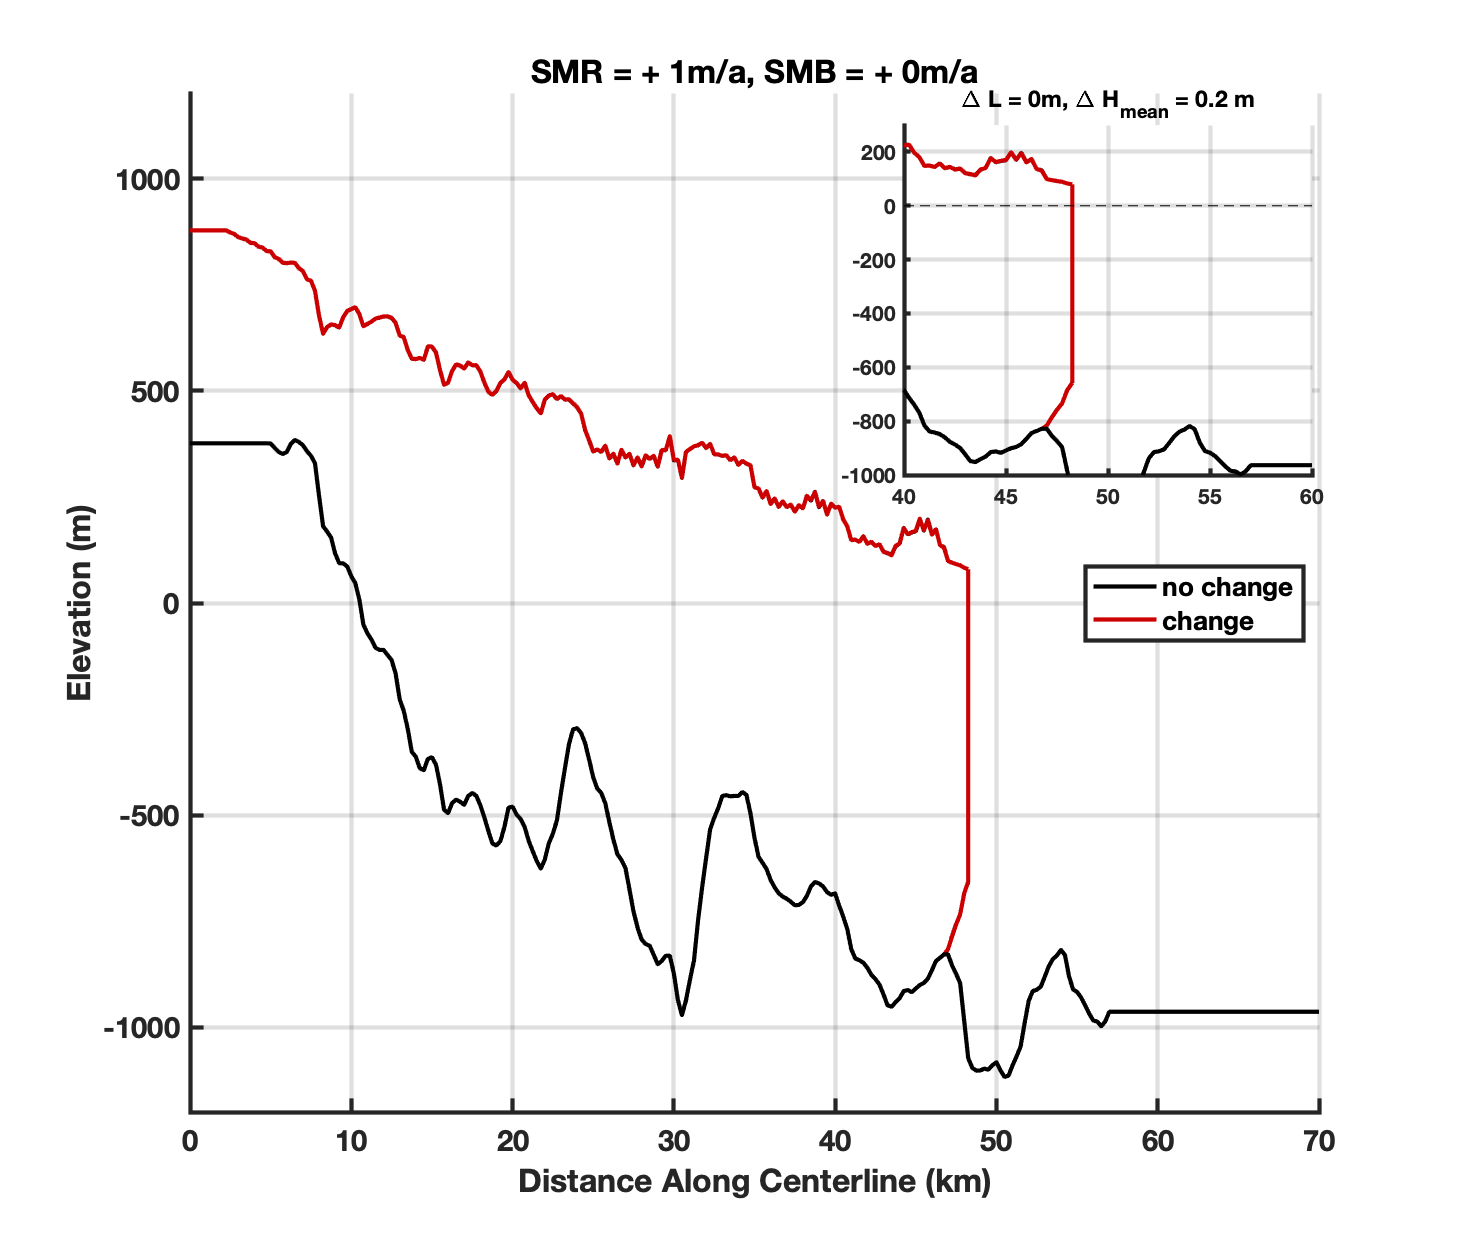 SMR = + 1m/a, SMB = + 0m/a
Δ L = 0m, Δ H_mean = 0.2 m
200
0
-200
-400
-600
-800
-1000
40 45 50 55 60
1000
500
0
-500
-1000
Elevation (m)
no change
change
0 10 20 30 40 50 60 70
Distance Along Centerline (km)